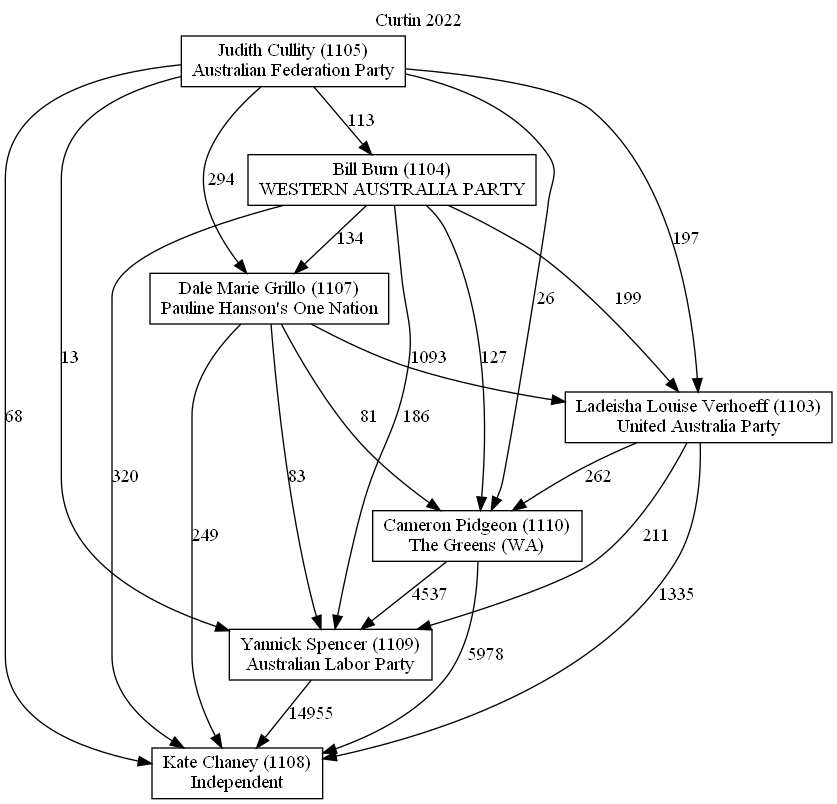 Curtin 2022
Judith Cullity (1105)
Australian Federation Party
113
Bill Burn (1104)
WESTERN AUSTRALIA PARTY
294
134
197
Dale Marie Grillo (1107)
Pauline Hanson's One Nation
26
199
13
1093
127
Ladeisha Louise Verhoeff (1103)
United Australia Party
68
81
186
320
83
262
Cameron Pidgeon (1110)
The Greens (WA)
249
211
4537
1335
Yannick Spencer (1109)
Australian Labor Party
5978
14955
Kate Chaney (1108)
Independent